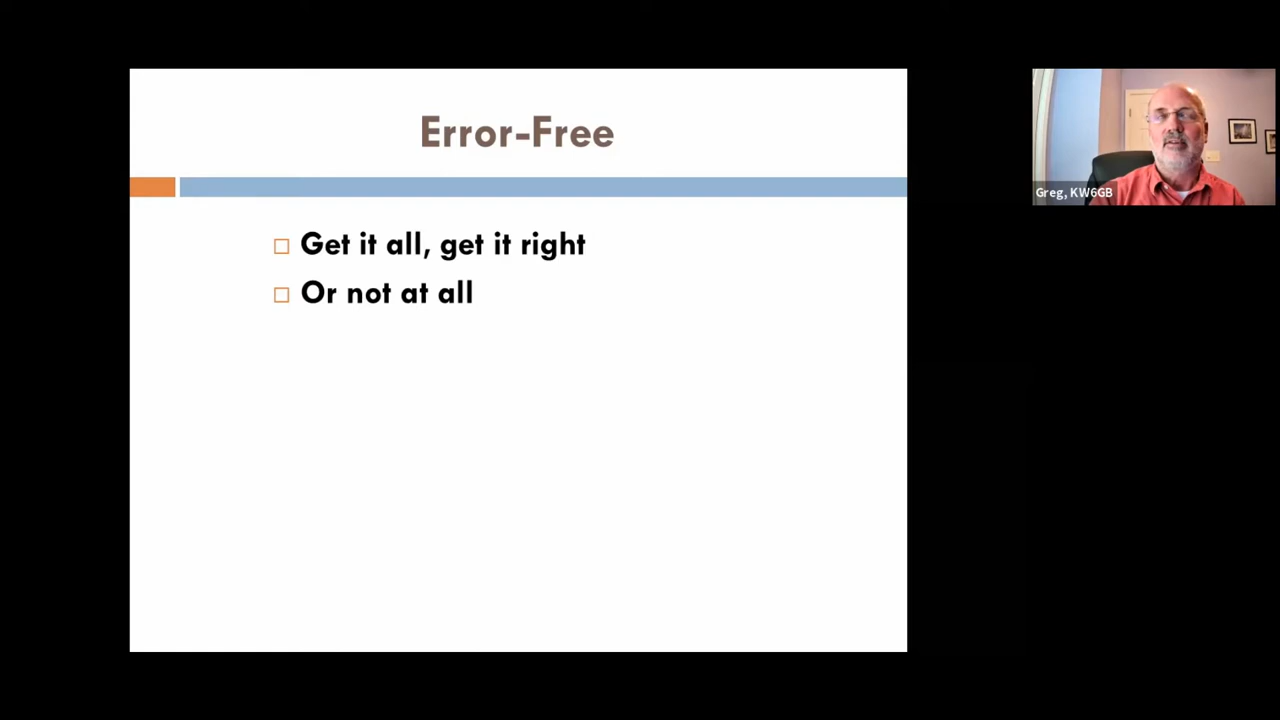 Error-Free
Get it all, get it right
Or not at all
Greg, KW6GB